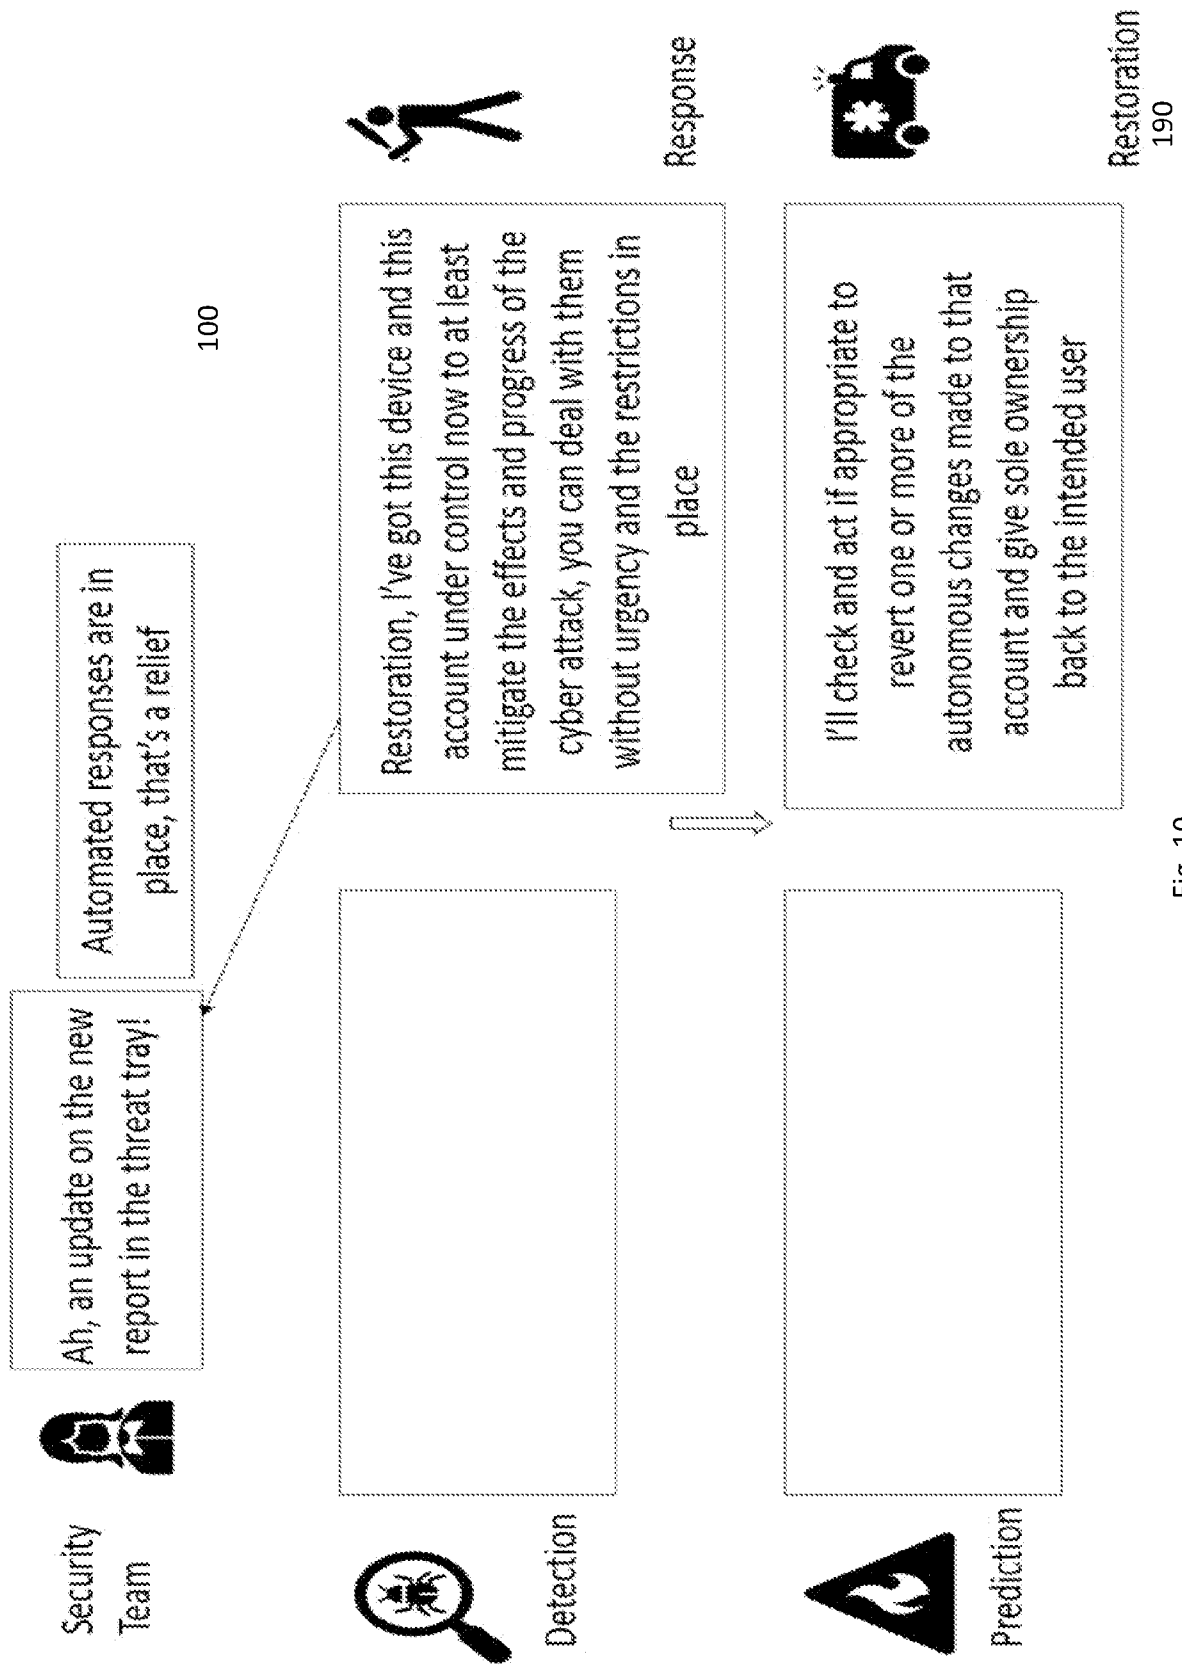 Security
Team
Ah, an update on the new
report in the threat tray!
Automated responses are in
place, that's a relief
100
Detection
Restoration, I've got this device and this
account under control now to at least
mitigate the effects and progress of the
cyber attack, you can deal with them
without urgency and the restrictions in
place
Response
Prediction
I'll check and act if appropriate to
revert one or more of the
autonomous changes made to that
account and give sole ownership
back to the intended user
Restoration
190